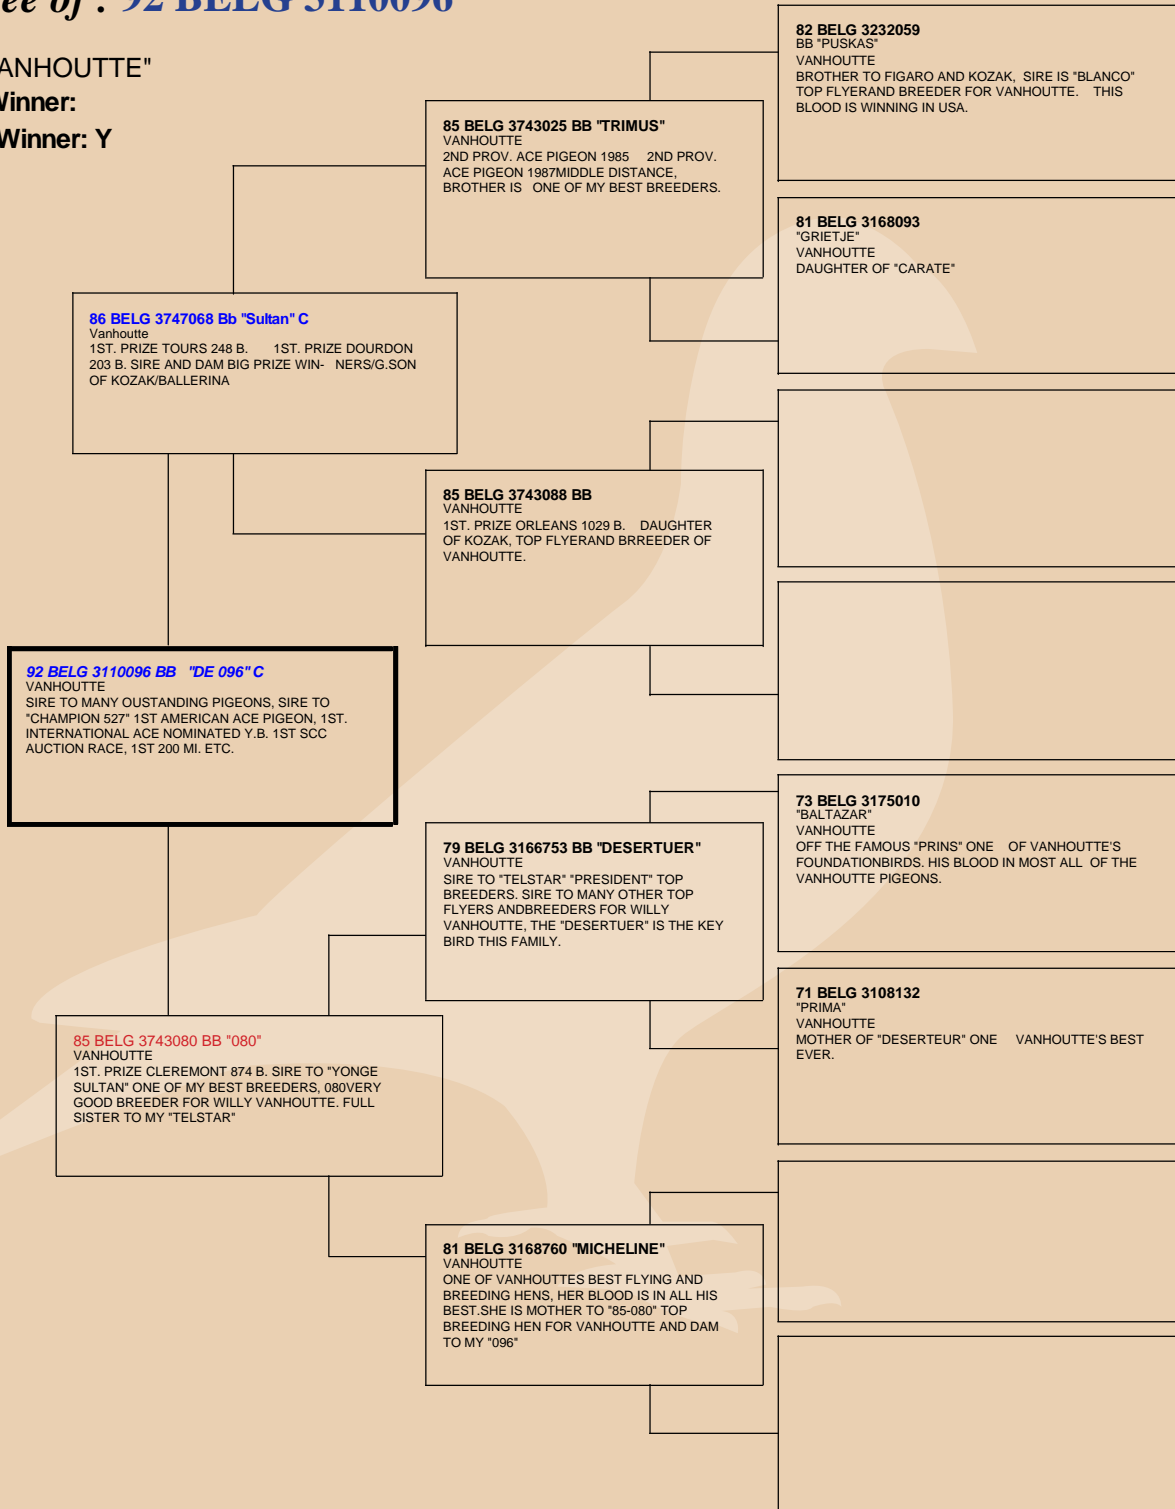 ee of : 92 BELG 3110096
ANHOUTTE"
Winner:
Winner: Y
82 BELG 3232059
BB "PUSKAS"
VANHOUTTE
BROTHER TO FIGARO AND KOZAK, SIRE IS "BLANCO"
TOP FLYERAND BREEDER FOR VANHOUTTE. THIS
BLOOD IS WINNING IN USA.
85 BELG 3743025 BB "TRIMUS"
VANHOUTTE
2ND PROV. ACE PIGEON 1985 2ND PROV.
ACE PIGEON 1987MIDDLE DISTANCE,
BROTHER IS ONE OF MY BEST BREEDERS.
81 BELG 3168093
"GRIETJE"
VANHOUTTE
DAUGHTER OF "CARATE"
86 BELG 3747068 Bb "Sultan" C
Vanhoutte
1ST. PRIZE TOURS 248 B. 1ST. PRIZE DOURDON
203 B. SIRE AND DAM BIG PRIZE WIN- NERS/G.SON
OF KOZAK/BALLERINA
85 BELG 3743088 BB
VANHOUTTE
1ST. PRIZE ORLEANS 1029 B. DAUGHTER
OF KOZAK, TOP FLYERAND BRREEDER OF
VANHOUTTE.
92 BELG 3110096 BB "DE 096" C
VANHOUTTE
SIRE TO MANY OUSTANDING PIGEONS, SIRE TO
"CHAMPION 527" 1ST AMERICAN ACE PIGEON, 1ST.
INTERNATIONAL ACE NOMINATED Y.B. 1ST SCC
AUCTION RACE, 1ST 200 MI. ETC.
73 BELG 3175010
"BALTAZAR"
VANHOUTTE
OFF THE FAMOUS "PRINS" ONE OF VANHOUTTE'S
FOUNDATIONBIRDS. HIS BLOOD IN MOST ALL OF THE
VANHOUTTE PIGEONS.
79 BELG 3166753 BB "DESERTUER"
VANHOUTTE
SIRE TO "TELSTAR" "PRESIDENT" TOP
BREEDERS. SIRE TO MANY OTHER TOP
FLYERS ANDBREEDERS FOR WILLY
VANHOUTTE, THE "DESERTUER" IS THE KEY
BIRD THIS FAMILY.
71 BELG 3108132
"PRIMA"
VANHOUTTE
MOTHER OF "DESERTEUR" ONE VANHOUTTE'S BEST
EVER.
85 BELG 3743080 BB "080"
VANHOUTTE
1ST. PRIZE CLEREMONT 874 B. SIRE TO "YONGE
SULTAN" ONE OF MY BEST BREEDERS, 080VERY
GOOD BREEDER FOR WILLY VANHOUTTE. FULL
SISTER TO MY "TELSTAR"
81 BELG 3168760 "MICHELINE"
VANHOUTTE
ONE OF VANHOUTTES BEST FLYING AND
BREEDING HENS, HER BLOOD IS IN ALL HIS
BEST.SHE IS MOTHER TO "85-080" TOP
BREEDING HEN FOR VANHOUTTE AND DAM
TO MY "096"